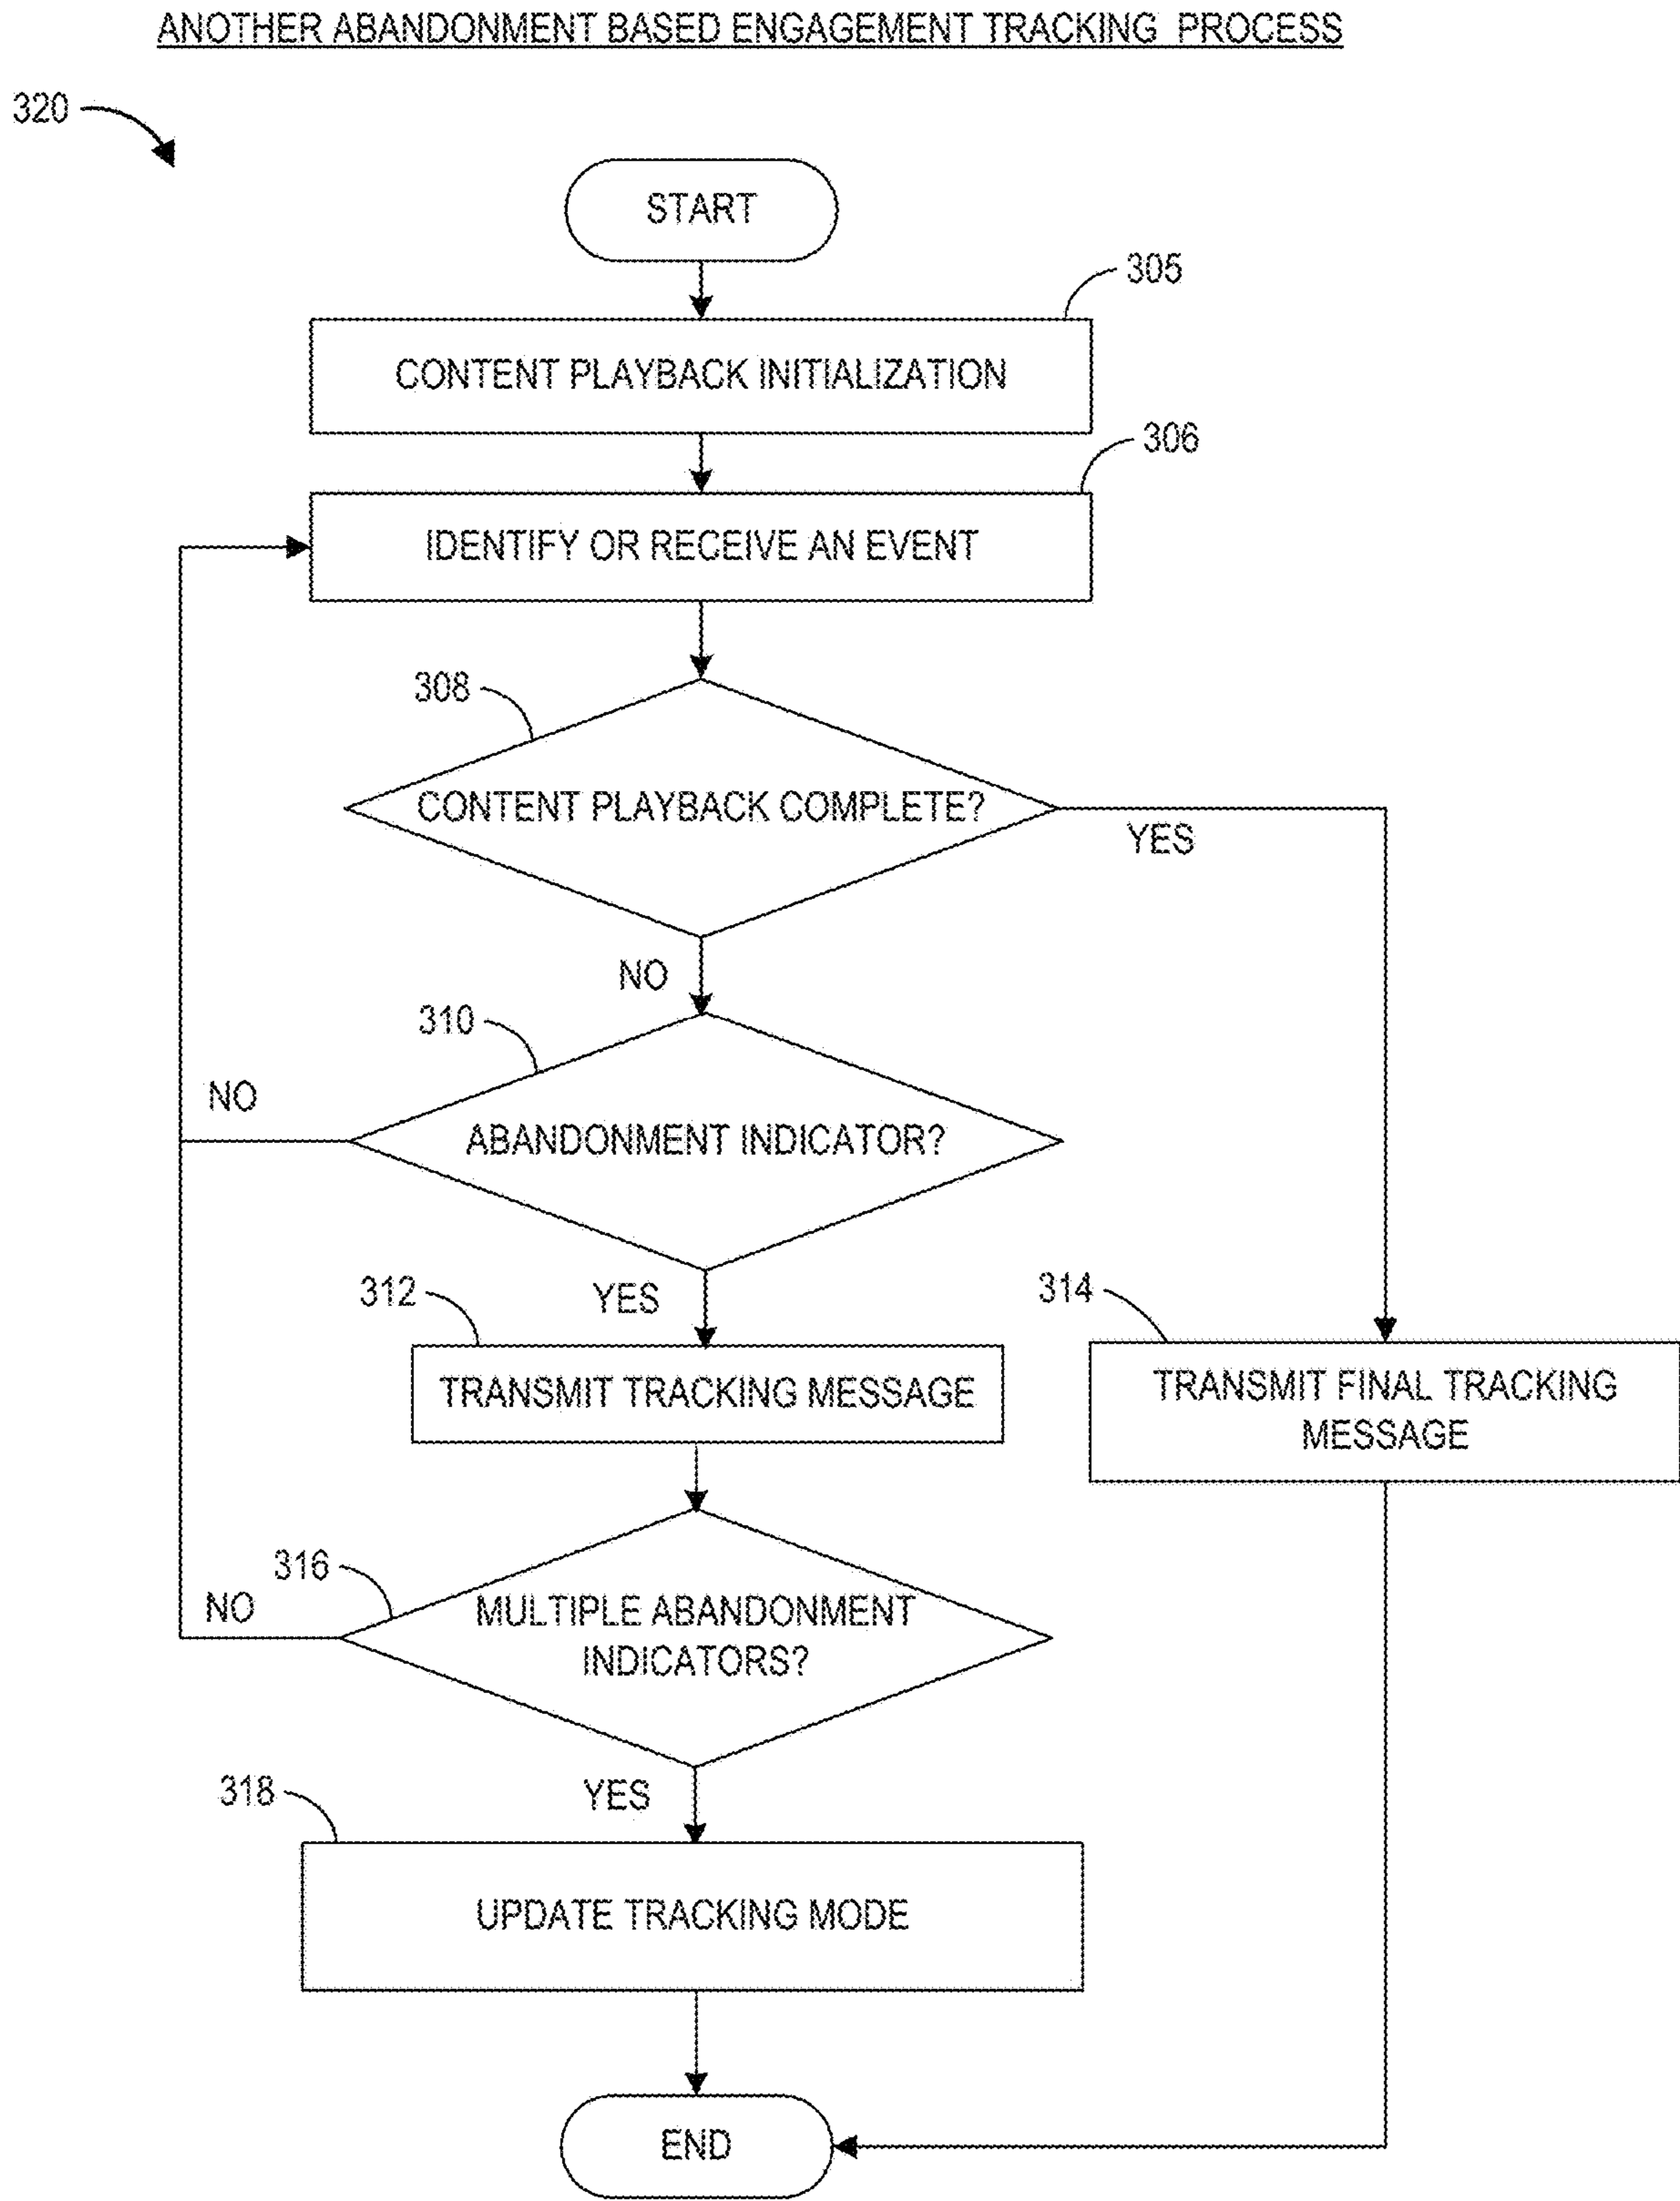 ANOTHER ABANDONMENT BASED ENGAGEMENT TRACKING PROCESS
320
START
305
CONTENT PLAYBACK INITIALIZATION
306
IDENTIFY OR RECEIVE AN EVENT
308
CONTENT PLAYBACK COMPLETE?
YES
NO
310
NO
ABANDONMENT INDICATOR?
YES
312
314
TRANSMIT TRACKING MESSAGE
TRANSMIT FINAL TRACKING
MESSAGE
316
NO
MULTIPLE ABANDONMENT
INDICATORS?
YES
318
UPDATE TRACKING MODE
END